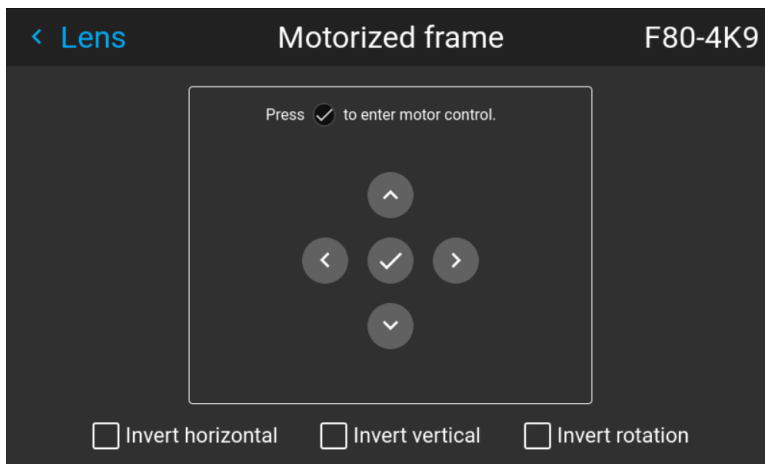 Lens Motorized frame F80-4K9
Press to enter motor control.
Invert horizontal Invert vertical Invert rotation